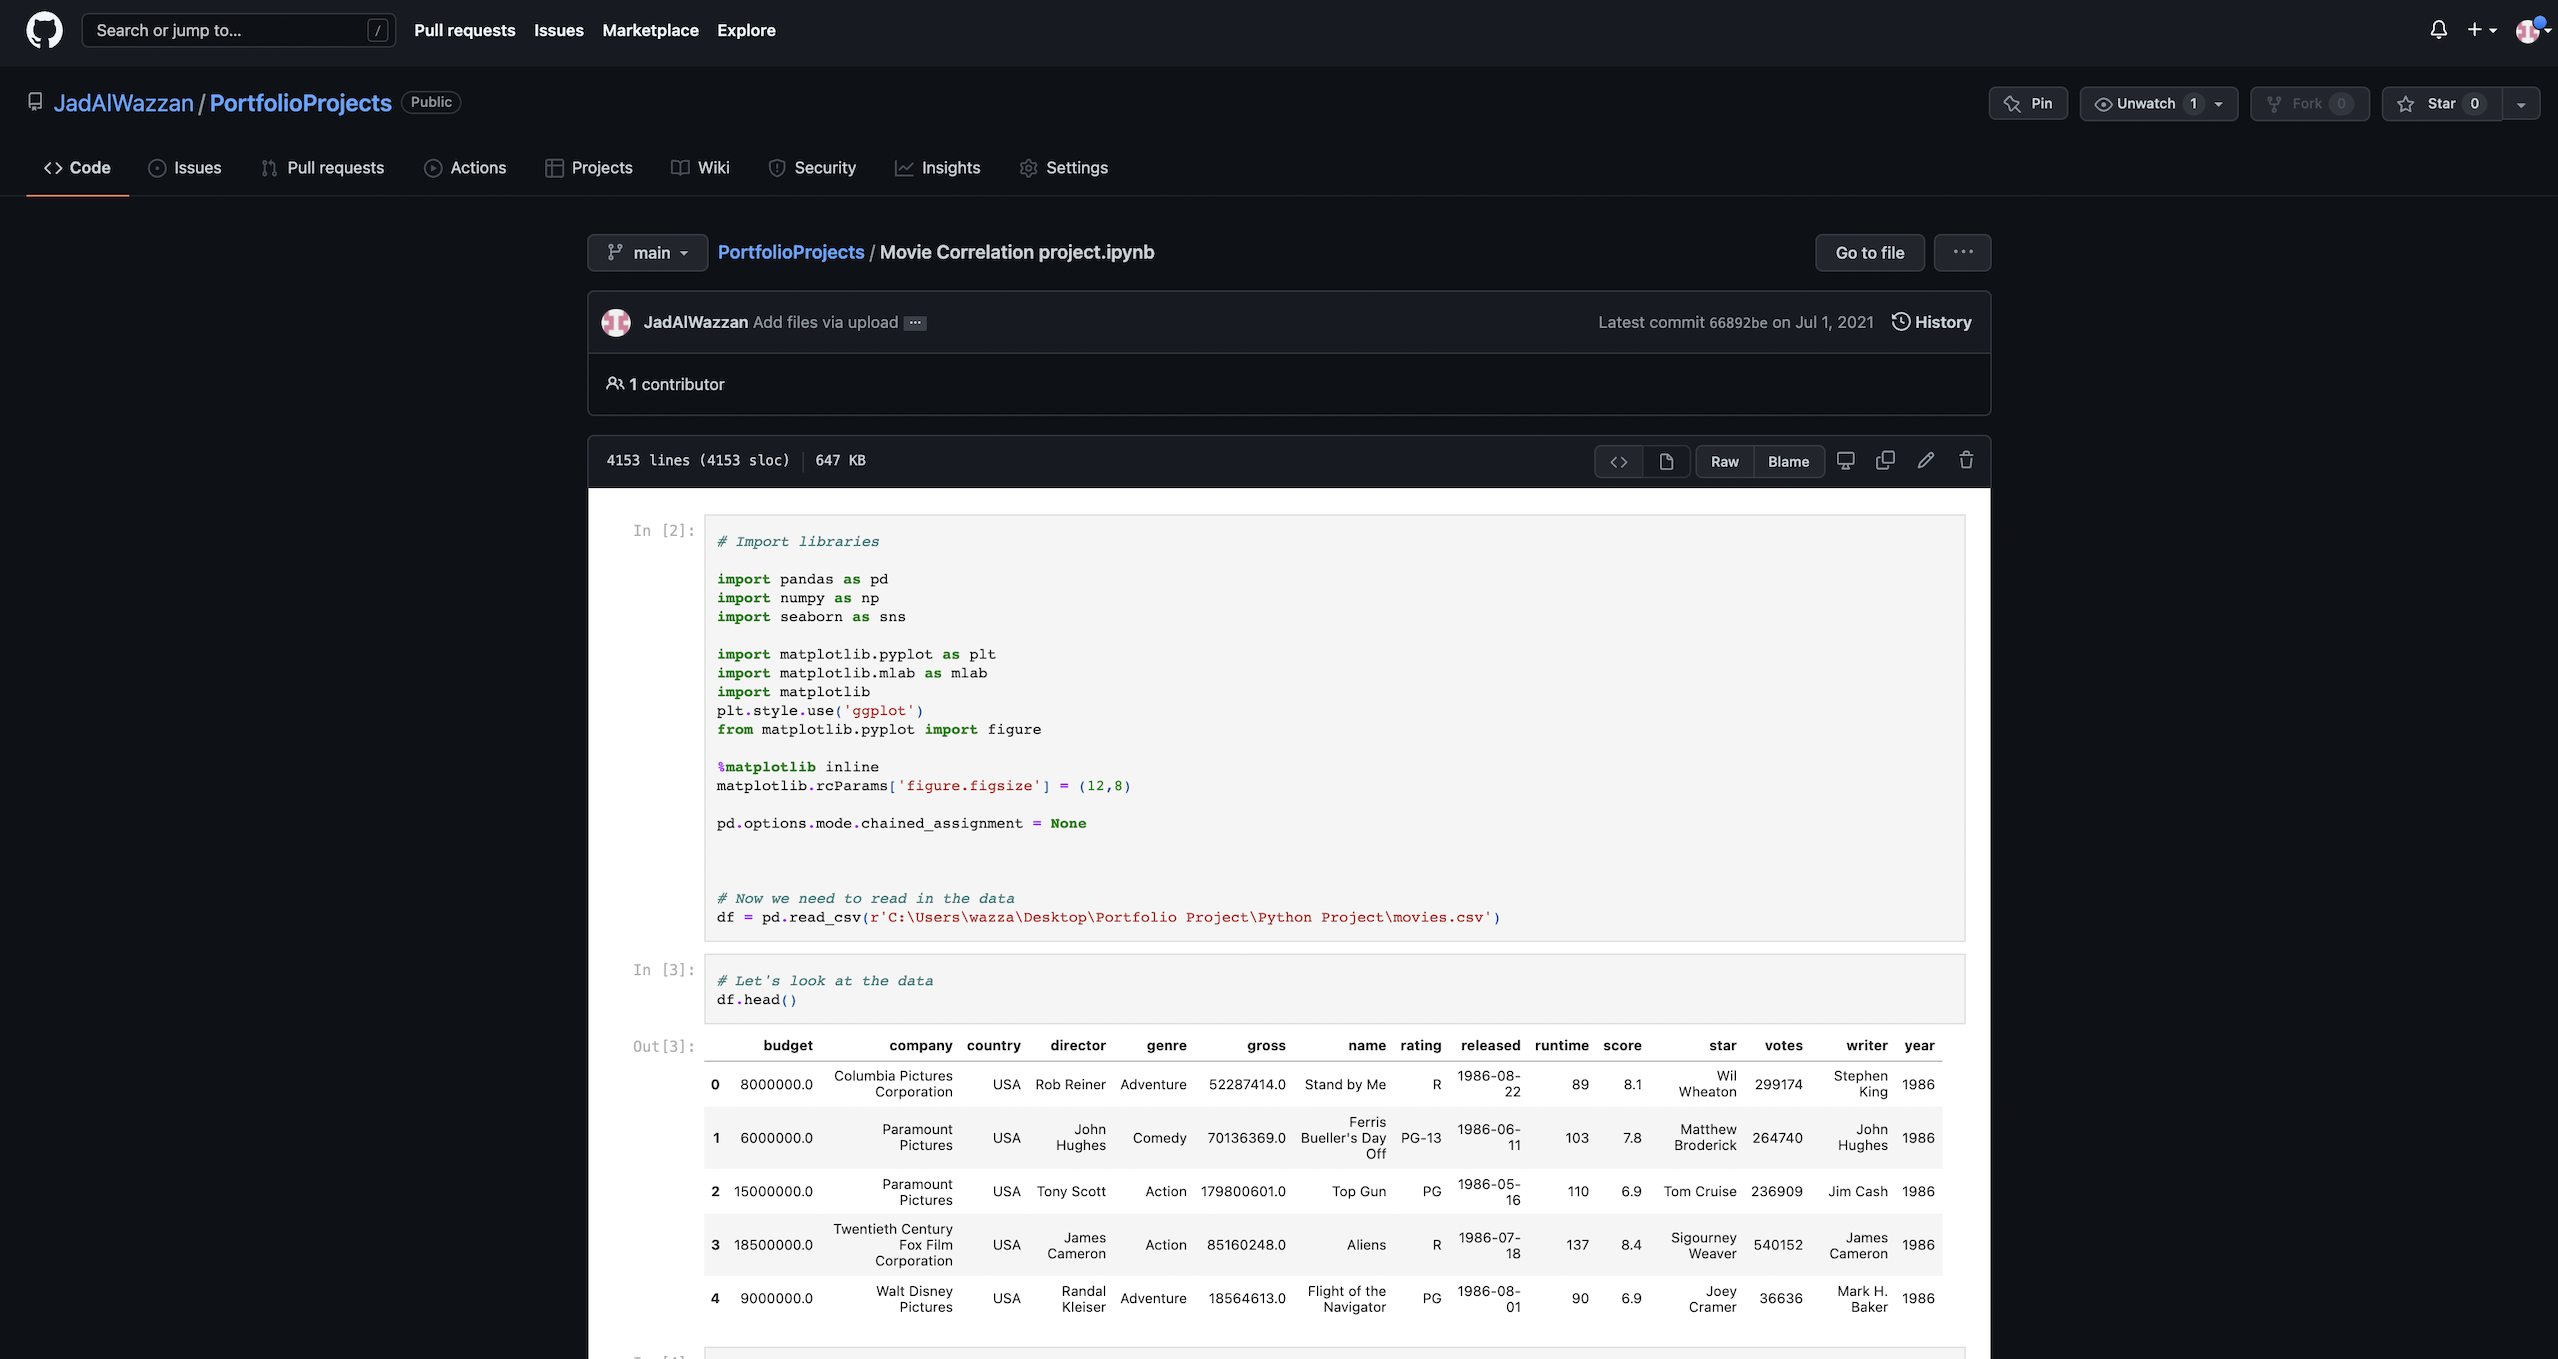 Search or jump to... /
Pull requests Issues Marketplace Explore
JadAlWazzan / PortfolioProjects Public
Pin Unwatch 1 Fork 0 Star 0
Code Issues Pull requests Actions Projects Wiki Security Insights Settings
main PortfolioProjects / Movie Correlation project.ipynb Go to file ...
JadAlWazzan Add files via upload ... Latest commit 66892be on Jul 1, 2021 History
1 contributor
4153 lines (4153 sloc) 647 KB <> Raw Blame
In [2]:
# Import libraries
import pandas as pd
import numpy as np
import seaborn as sns
import matplotlib.pyplot as plt
import matplotlib.mlab as mlab
import matplotlib
plt.style.use('ggplot')
from matplotlib.pyplot import figure
%matplotlib inline
matplotlib.rcParams['figure.figsize'] = (12,8)
pd.options.mode.chained_assignment = None
# Now we need to read in the data
df = pd.read_csv(r'C:\Users\wazza\Desktop\Portfolio Project\Python Project\movies.csv')
In [3]:
# Let's look at the data
df.head()
Out[3]:
budget company country director genre gross name rating released runtime score star votes writer year
0 8000000.0 Columbia Pictures Corporation USA Rob Reiner Adventure 52287414.0 Stand by Me R 1986-08-22 89 8.1 Wil Wheaton 299174 Stephen King 1986
1 6000000.0 Paramount Pictures USA John Hughes Comedy 70136369.0 Ferris Bueller's Day Off PG-13 1986-06-11 103 7.8 Matthew Broderick 264740 John Hughes 1986
2 15000000.0 Paramount Pictures USA Tony Scott Action 179800601.0 Top Gun PG 1986-05-16 110 6.9 Tom Cruise 236909 Jim Cash 1986
3 18500000.0 Twentieth Century Fox Film Corporation USA James Cameron Action 85160248.0 Aliens R 1986-07-18 137 8.4 Sigourney Weaver 540152 James Cameron 1986
4 9000000.0 Walt Disney Pictures USA Randal Kleiser Adventure 18564613.0 Flight of the Navigator PG 1986-08-01 90 6.9 Joey Cramer 36636 Mark H. Baker 1986